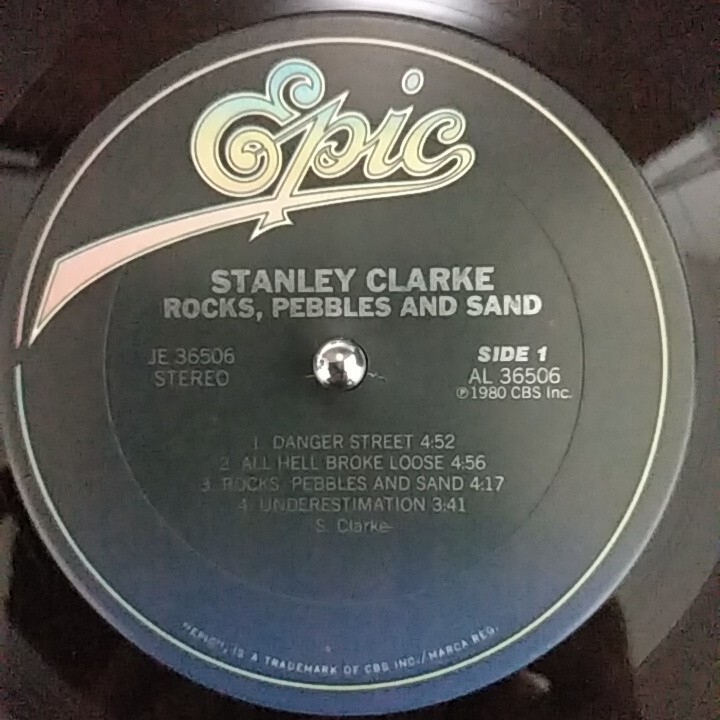 Epic
STANLEY CLARKE
ROCKS, PEBBLES AND SAND
JE 36506
STEREO
SIDE 1
AL 36506
℗1980 CBS Inc.
1. DANGER STREET 4:52
2. ALL HELL BROKE LOOSE 4:56
3. ROCKS, PEBBLES AND SAND 4:17
4. UNDERESTIMATION 3:41
S. Clarke
"EPIC", IS A TRADEMARK OF CBS INC./MARCA REG.